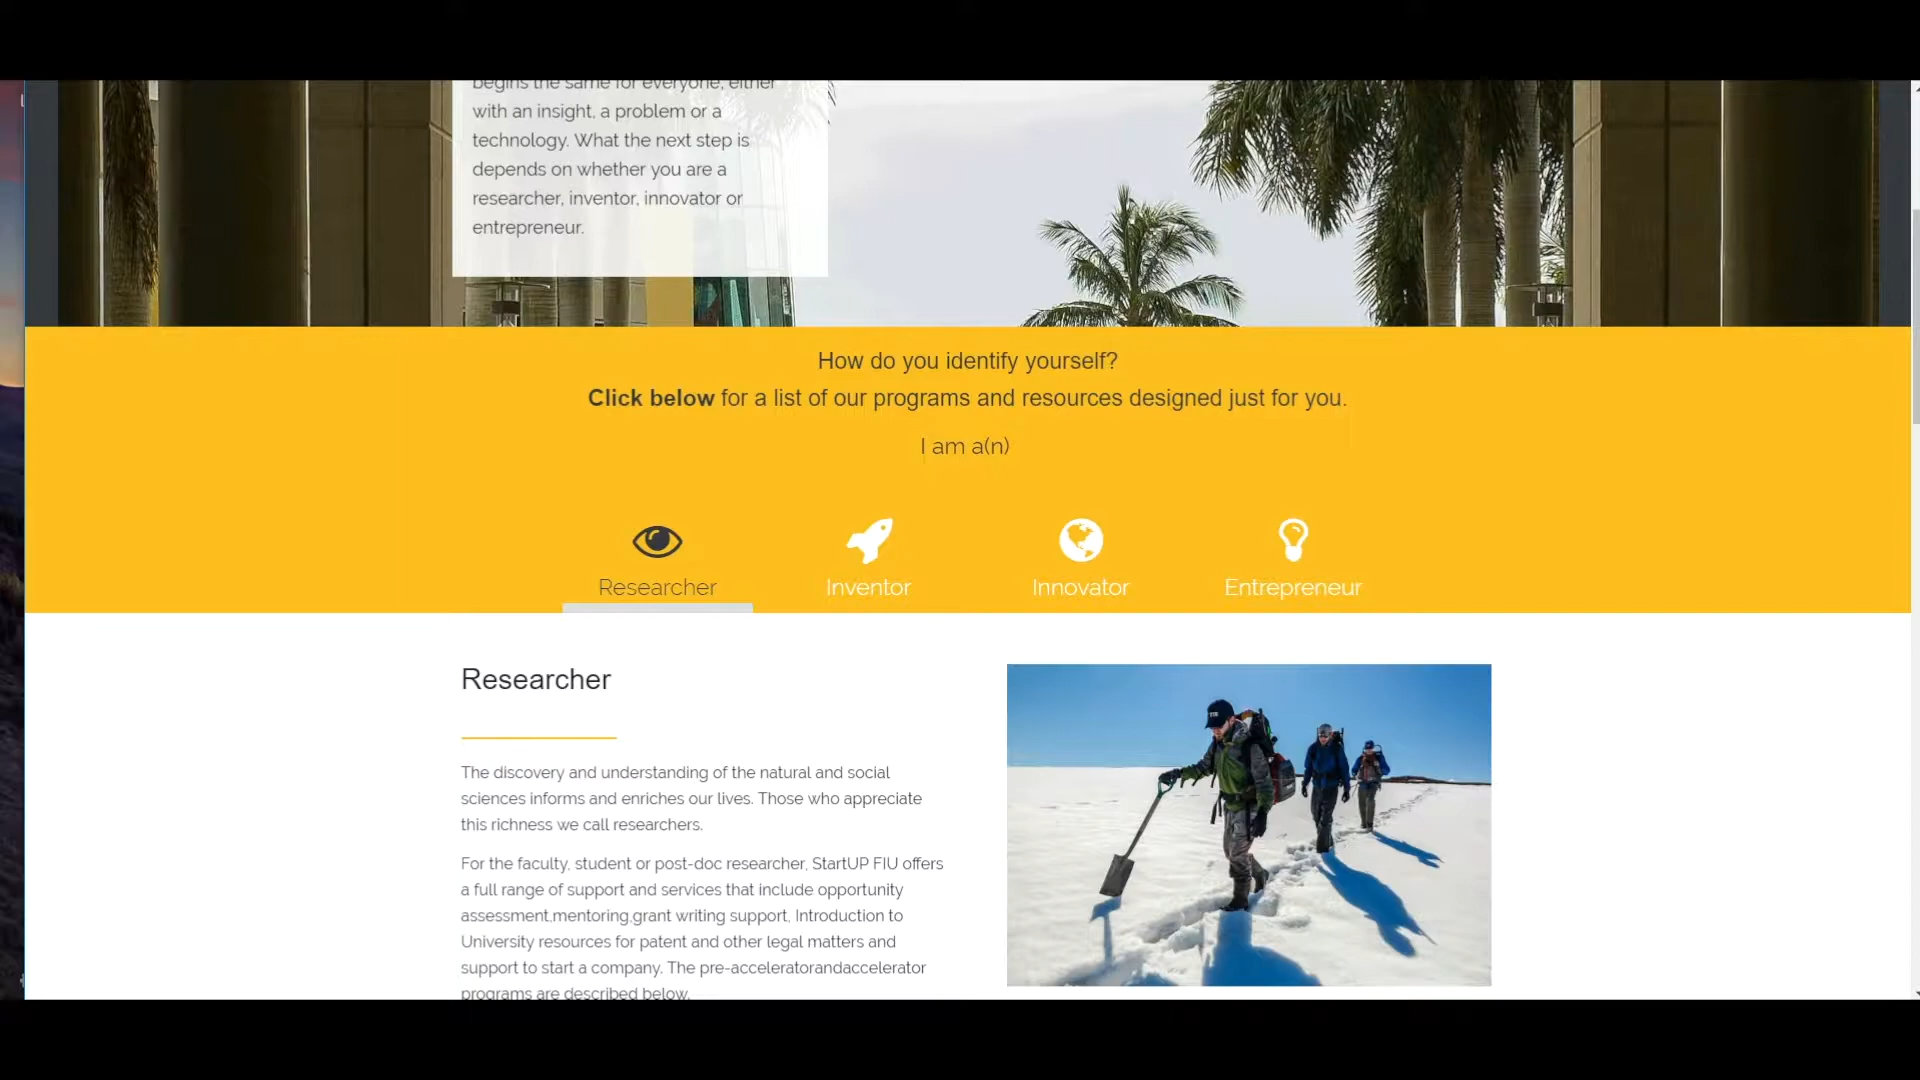 begins the same for everyone, either
with an insight, a problem or a
technology. What the next step is
depends on whether you are a
researcher, inventor, innovator or
entrepreneur.
How do you identify yourself?
Click below for a list of our programs and resources designed just for you.
I am a(n)
Researcher
Inventor
Innovator
Entrepreneur
Researcher
The discovery and understanding of the natural and social
sciences informs and enriches our lives. Those who appreciate
this richness we call researchers.
For the faculty, student or post-doc researcher, StartUP FIU offers
a full range of support and services that include opportunity
assessment,mentoring,grant writing support, Introduction to
University resources for patent and other legal matters and
support to start a company. The pre-acceleratorandaccelerator
programs are described below.